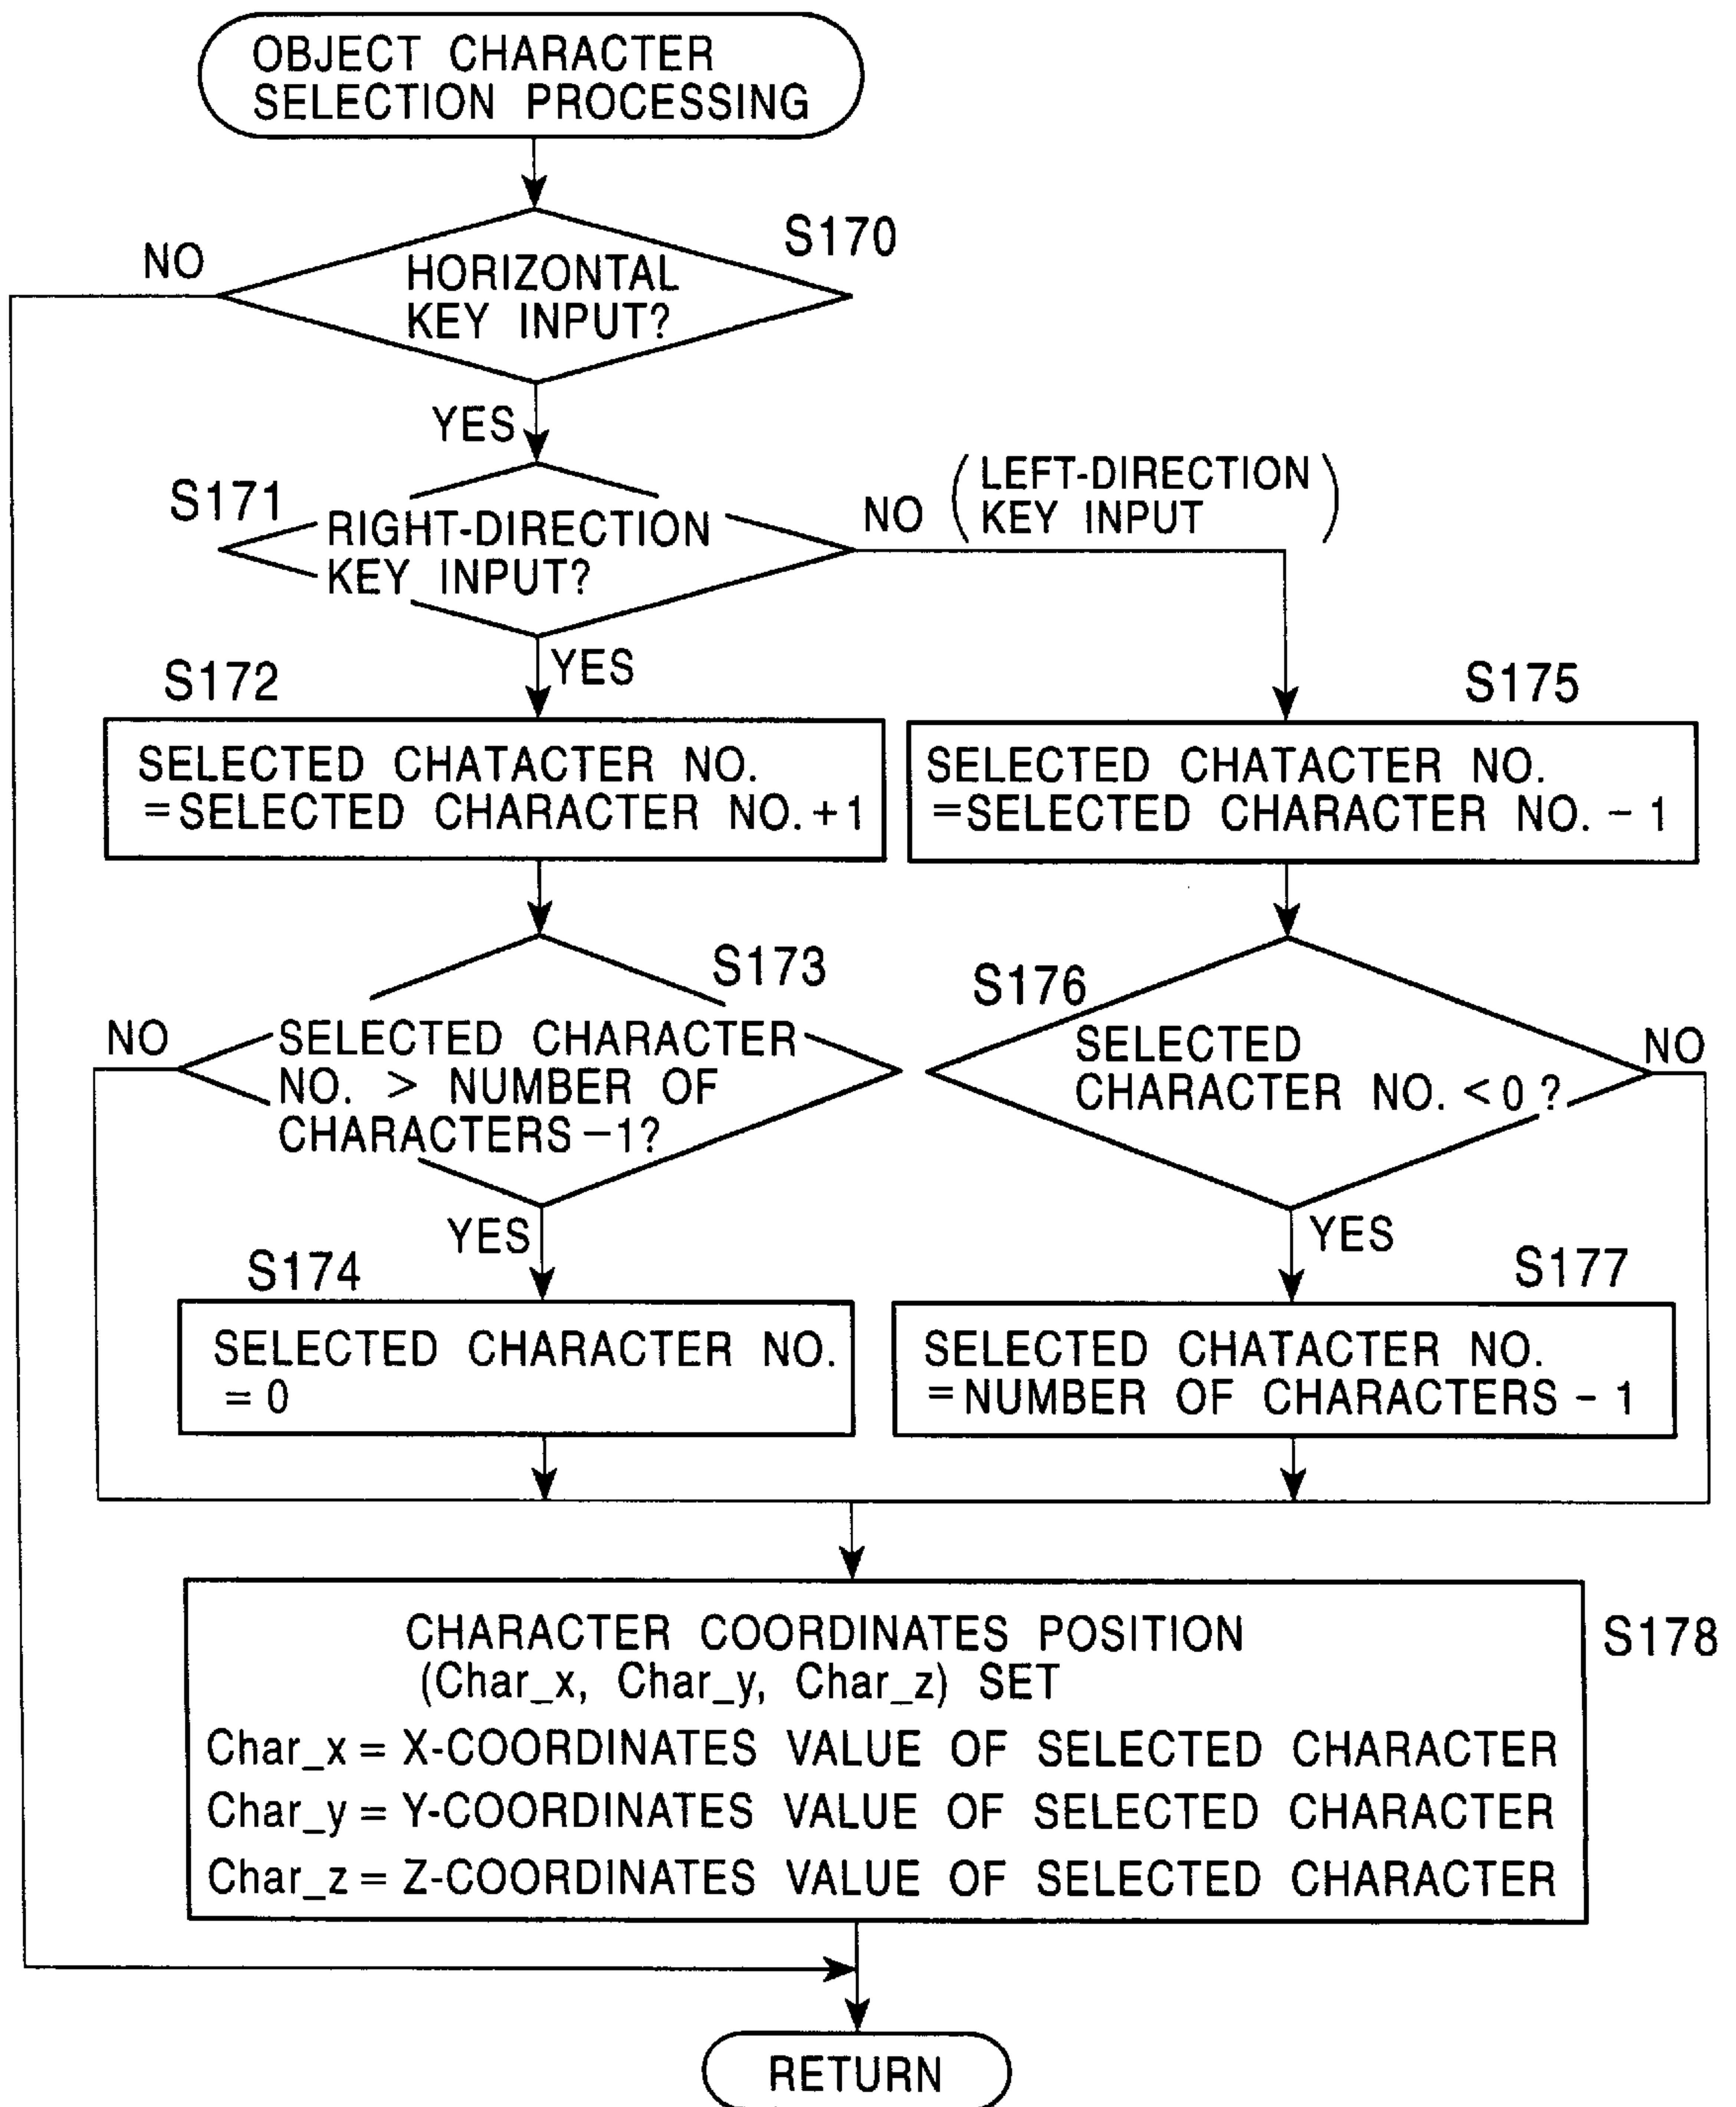 OBJECT CHARACTER
SELECTION PROCESSING
S170
NO
HORIZONTAL
KEY INPUT?
YES
S171
RIGHT-DIRECTION
KEY INPUT?
NO (LEFT-DIRECTION
KEY INPUT)
YES
S172
SELECTED CHATACTER NO.
=SELECTED CHARACTER NO.+1
S175
SELECTED CHATACTER NO.
=SELECTED CHARACTER NO. - 1
S173
NO
SELECTED CHARACTER
NO. > NUMBER OF
CHARACTERS -1?
YES
S176
SELECTED
CHARACTER NO. <0 ?
NO
YES
S174
SELECTED CHARACTER NO.
= 0
S177
SELECTED CHATACTER NO.
=NUMBER OF CHARACTERS - 1
S178
CHARACTER COORDINATES POSITION
(Char_x, Char_y, Char_z) SET
Char_x = X-COORDINATES VALUE OF SELECTED CHARACTER
Char_y = Y-COORDINATES VALUE OF SELECTED CHARACTER
Char_z = Z-COORDINATES VALUE OF SELECTED CHARACTER
RETURN